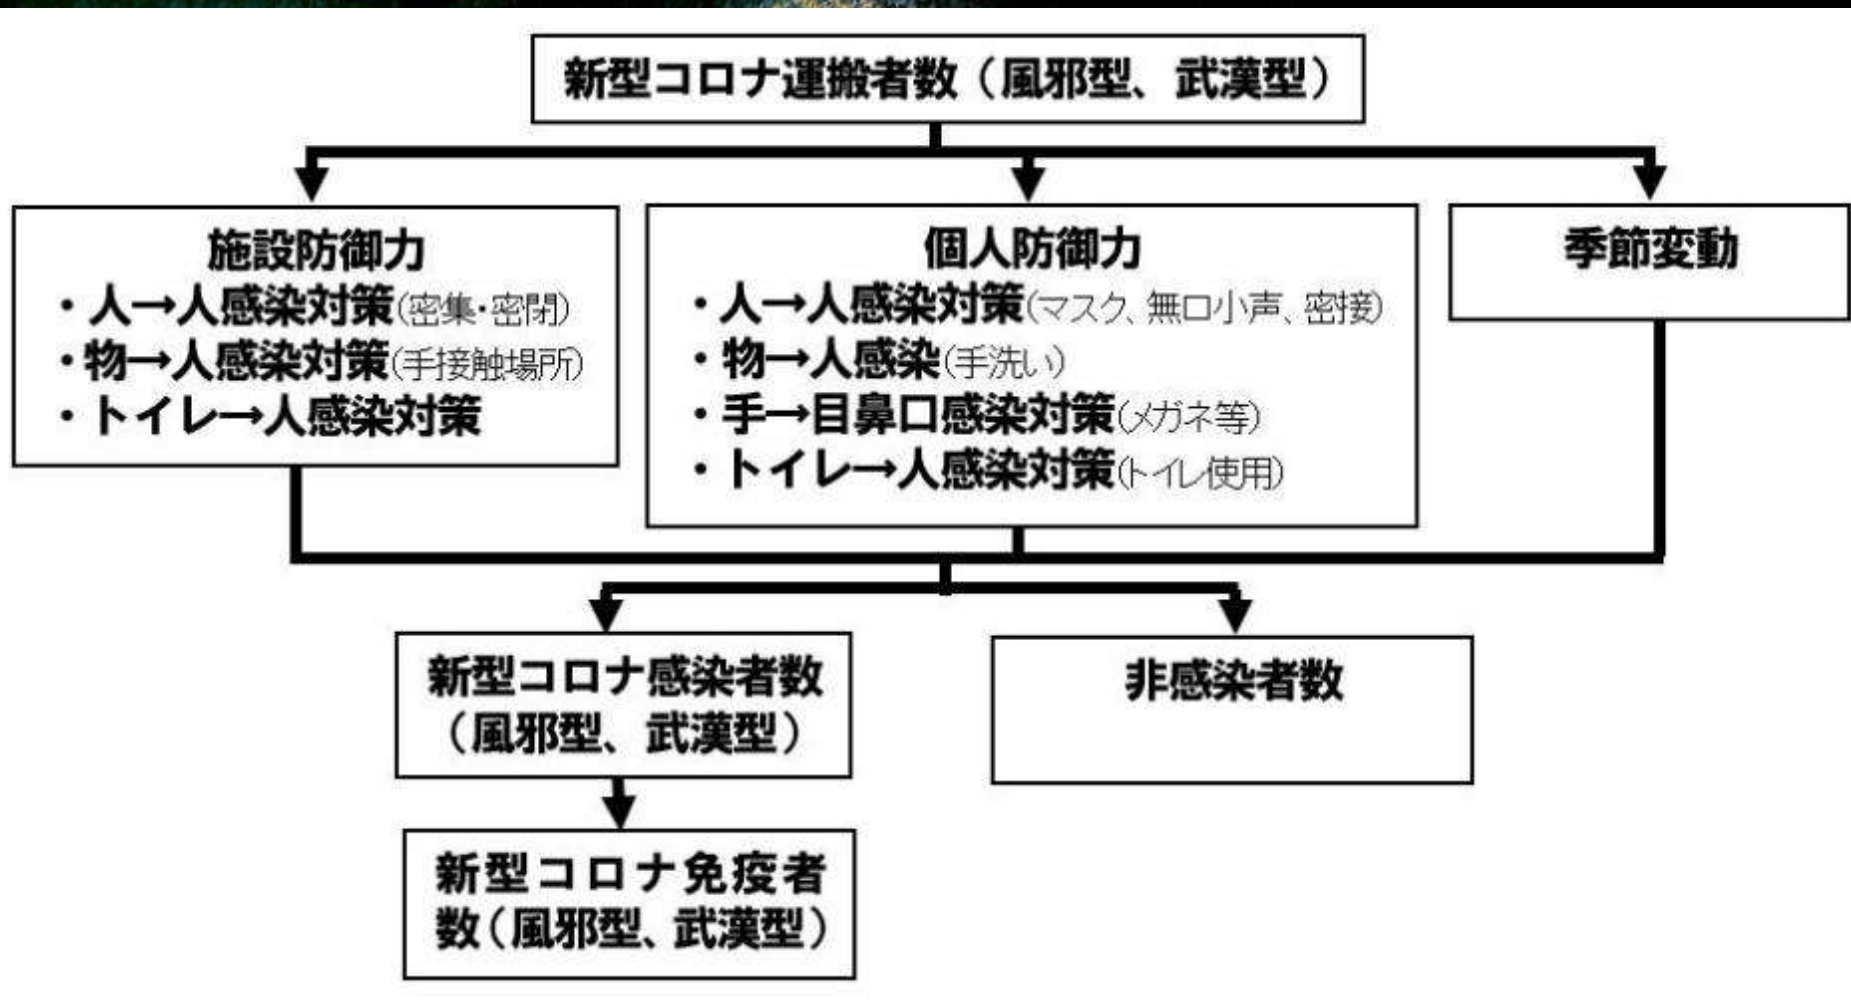 新型コロナ運搬者数（風邪型、武漢型）
施設防御力
・人→人感染対策(密集・密閉)
・物→人感染対策(手接触場所)
・トイレ→人感染対策
個人防御力
・人→人感染対策(マスク、無口小声、密接)
・物→人感染(手洗い)
・手→目鼻口感染対策(メガネ等)
・トイレ→人感染対策(トイレ使用)
季節変動
新型コロナ感染者数
（風邪型、武漢型）
非感染者数
新型コロナ免疫者
数（風邪型、武漢型）